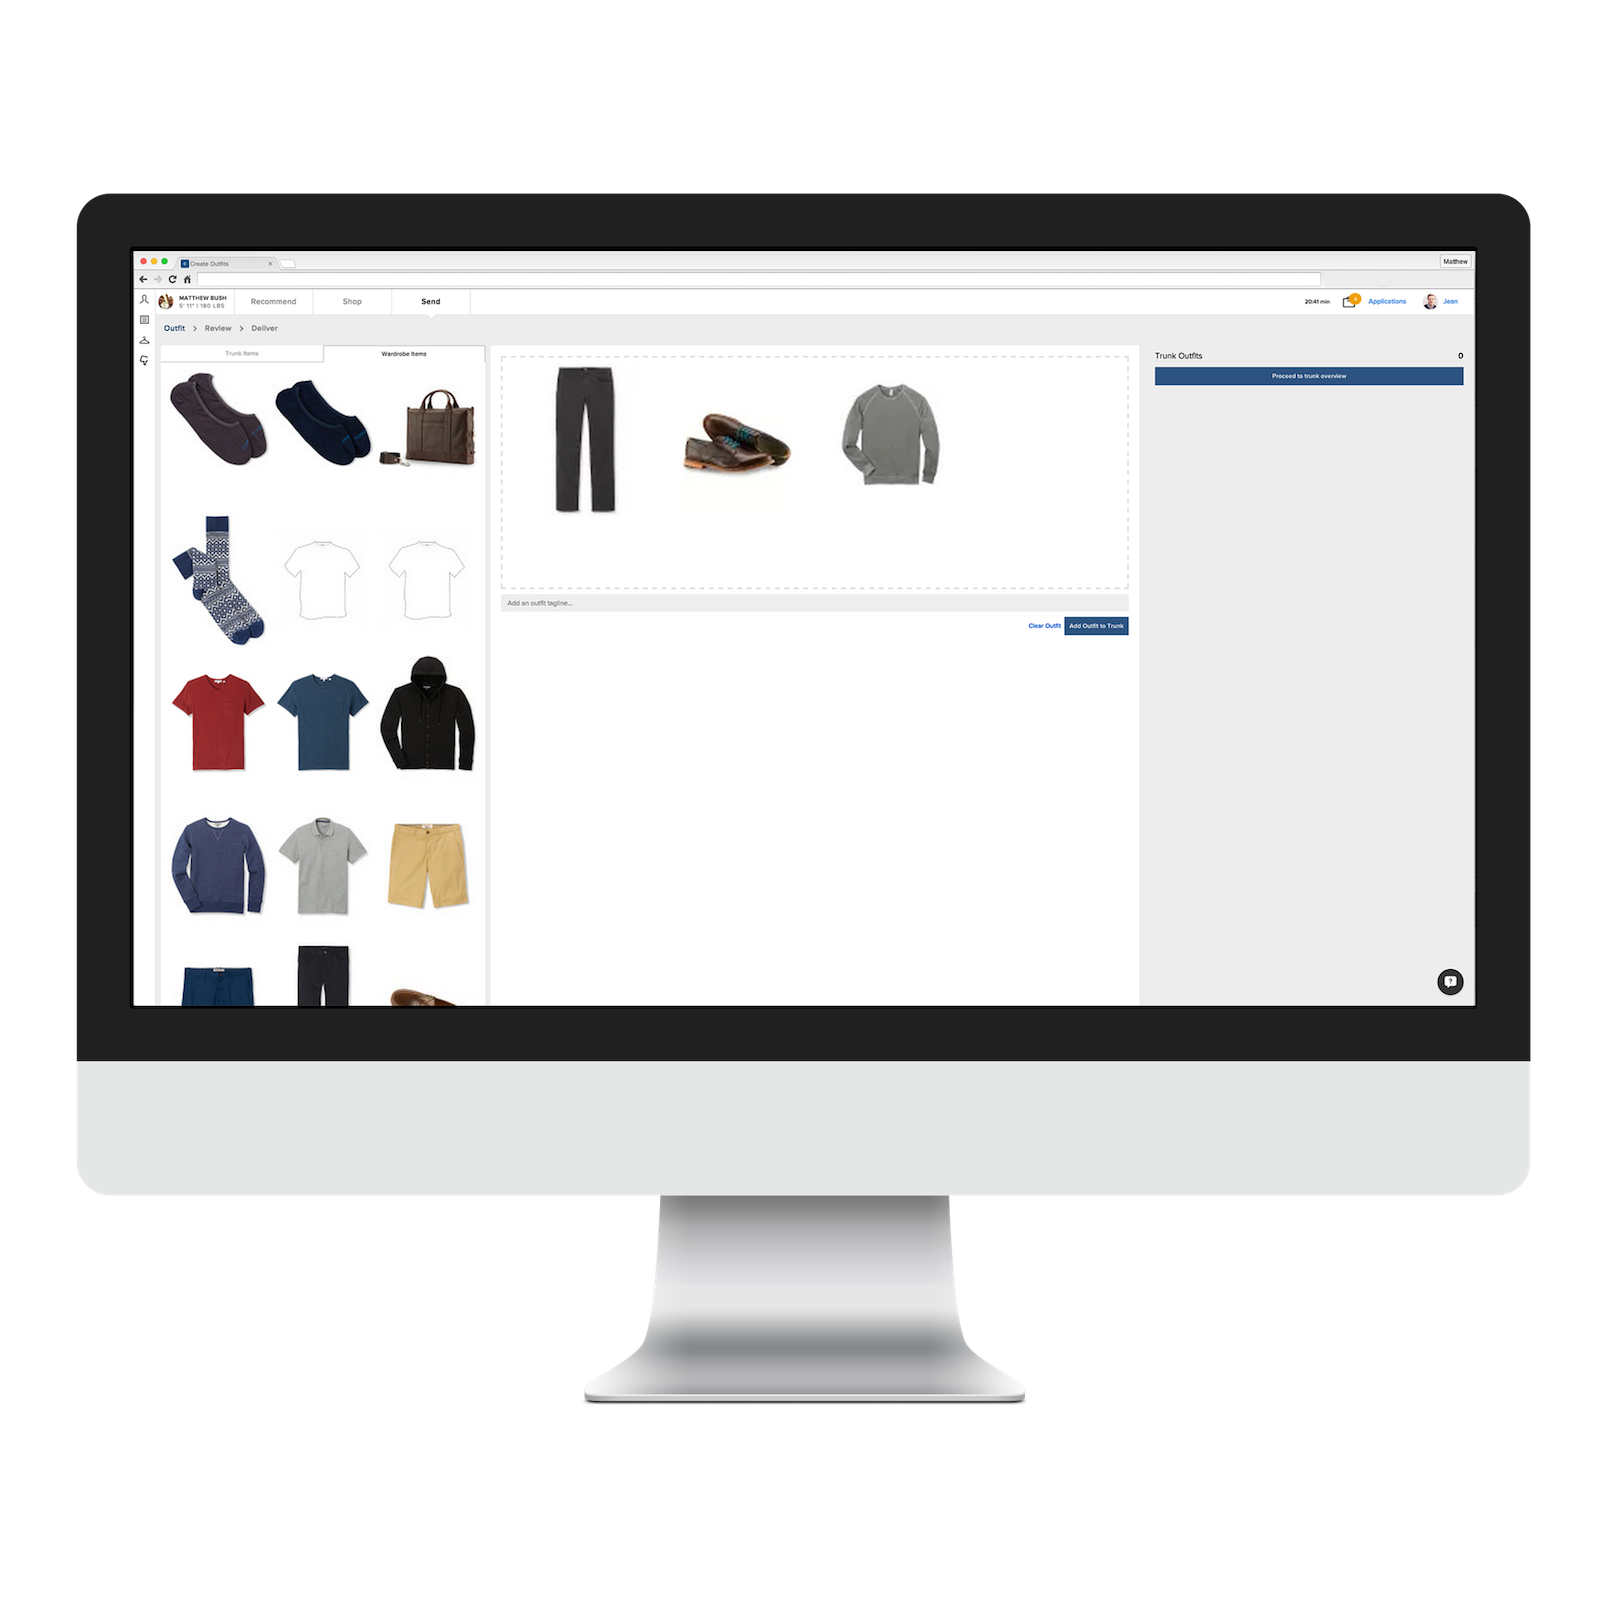 Create Outfits
Matthew
MATTHEW BUSH
5' 11" | 180 LBS
Recommend
Shop
Send
20:41 min
Applications
Jean
Outfit
Review
Deliver
Trunk Items
Wardrobe Items
Trunk Outfits
0
Proceed to trunk overview
Add an outfit tagline...
Clear Outfit
Add Outfit to Trunk